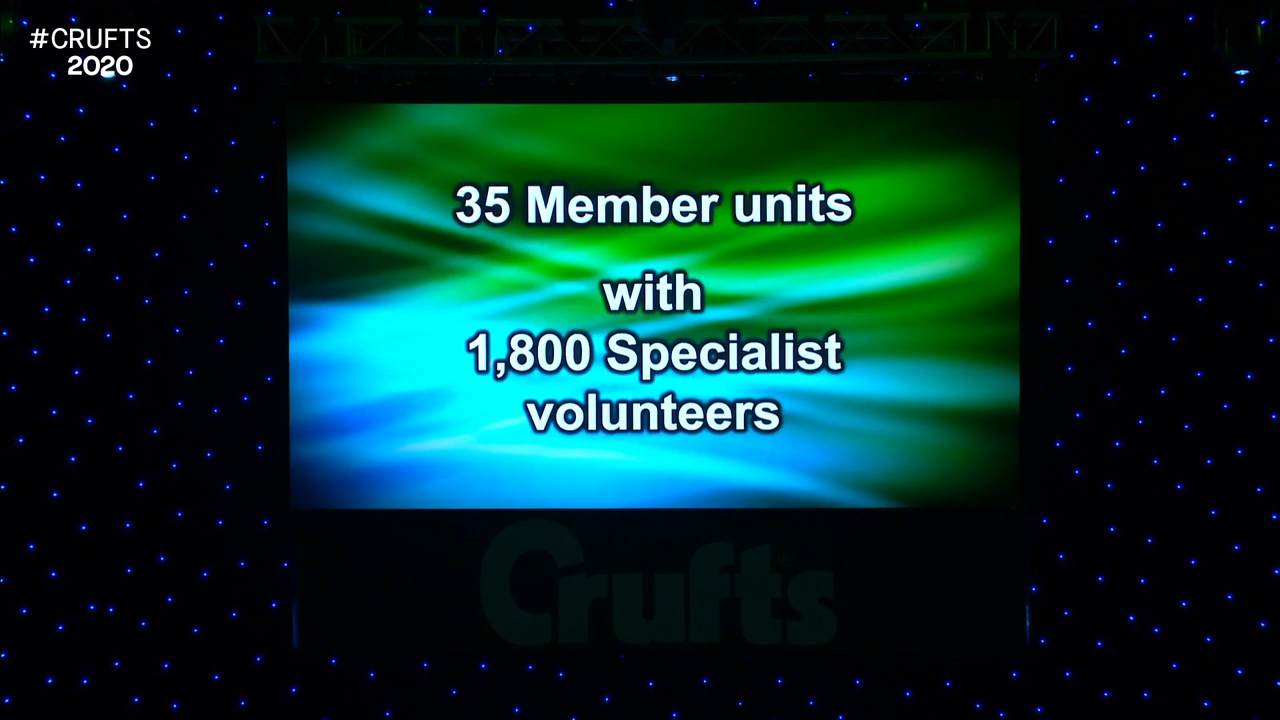 #CRUFTS
2020
35 Member units
with
1,800 Specialist
volunteers
Crufts